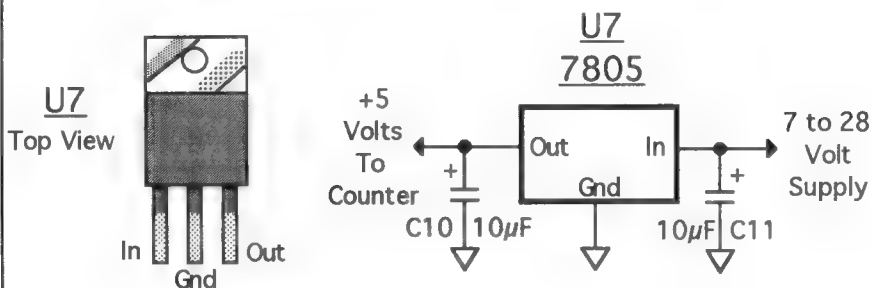 U7
Top View
In
Gnd
Out
U7
7805
+5
Volts
To
Counter
Out
In
Gnd
7 to 28
Volt
Supply
+
C10
10µF
+
10µF
C11